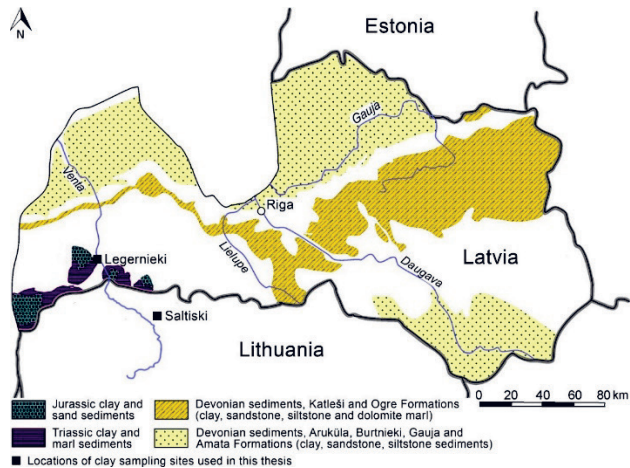 N
Estonia
Gauja
Venta
Riga
Lielupe
Legernieki
Daugava
Latvia
Saltiski
Lithuania
Jurassic clay and
sand sediments
Devonian sediments, Katleši and Ogre Formations
(clay, sandstone, siltstone and dolomite marl)
0 20 40 60 80 km
Triassic clay and
marl sediments
Devonian sediments, Arukūla, Burtnieki, Gauja and
Amata Formations (clay, sandstone, siltstone sediments)
Locations of clay sampling sites used in this thesis